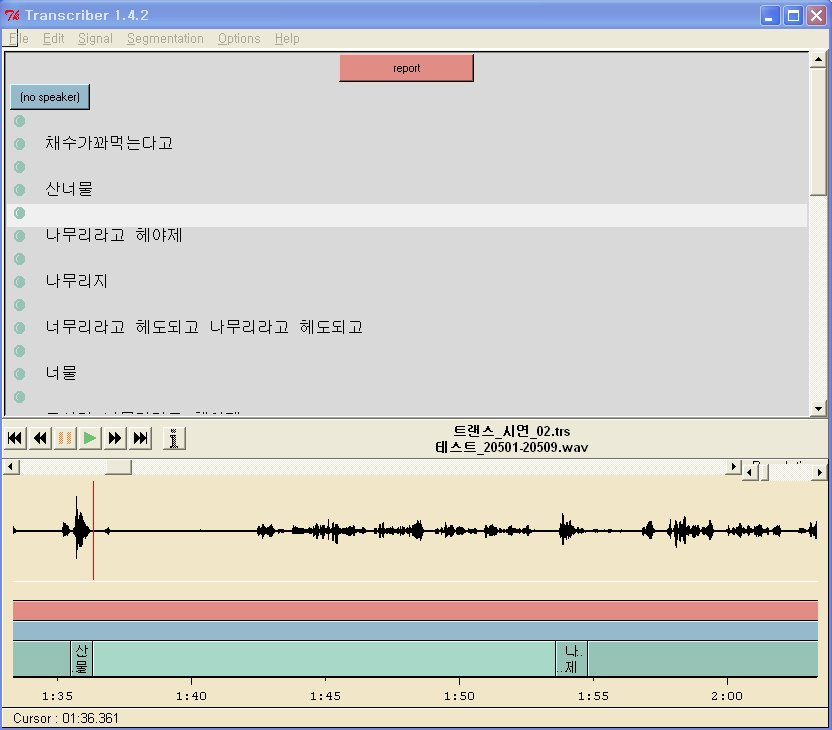 Transcriber 1.4.2
File Edit Signal Segmentation Options Help
report
(no speaker)
채수가꽈먹는다고
산너물
나무리라고 헤야제
나무리지
너무리라고 헤도되고 나무리라고 헤도되고
너물
트랜스_시연_02.trs
테스트_20501-20509.wav
산 나..
..물 ..제
1:35 1:40 1:45 1:50 1:55 2:00
Cursor : 01:36.361